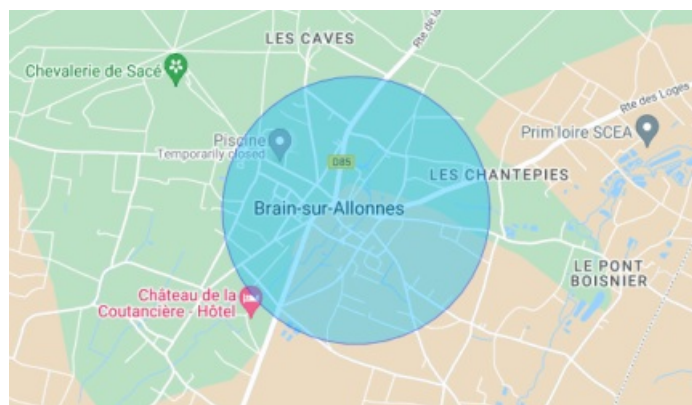 LES CAVES
Rte de la
Chevalerie de Sacé
Rte des Loges
Piscine
Temporarily closed
Prim'loire SCEA
D85
LES CHANTEPIES
Brain-sur-Allonnes
LE PONT
BOISNIER
Château de la
Coutancière - Hôtel